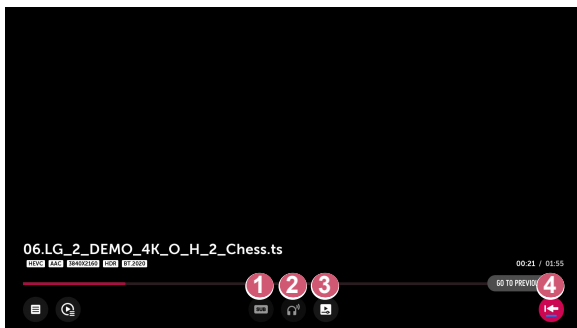 06.LG_2_DEMO_4K_O_H_2_Chess.ts
HEVC AAC 3840X2160 HDR BT.2020
00:21 / 01:55
1 2 3 4
GO TO
SUB